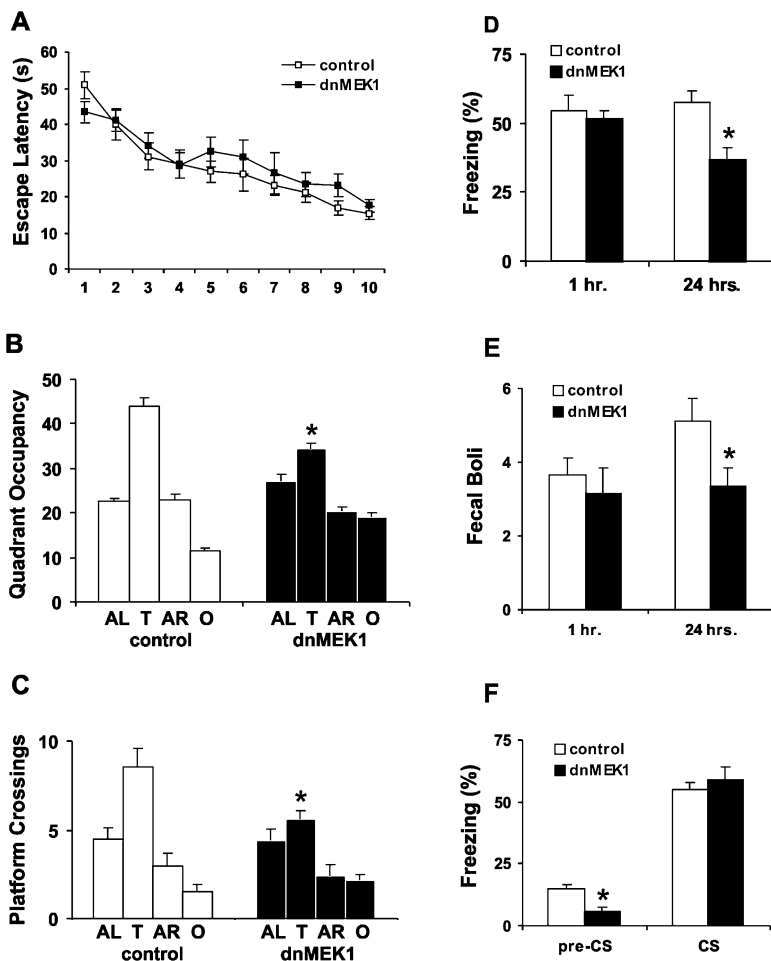 A
Escape Latency (s)
60
50
40
30
20
10
0
control
dnMEK1
1 2 3 4 5 6 7 8 9 10
B
Quadrant Occupancy
50
40
30
20
10
0
*
AL T AR O AL T AR O
control dnMEK1
C
Platform Crossings
10
5
0
*
AL T AR O AL T AR O
control dnMEK1
D
Freezing (%)
75
50
25
0
control
dnMEK1
*
1 hr. 24 hrs.
E
Fecal Boli
6
4
2
0
control
dnMEK1
*
1 hr. 24 hrs.
F
Freezing (%)
75
50
25
0
control
dnMEK1
*
pre-CS CS